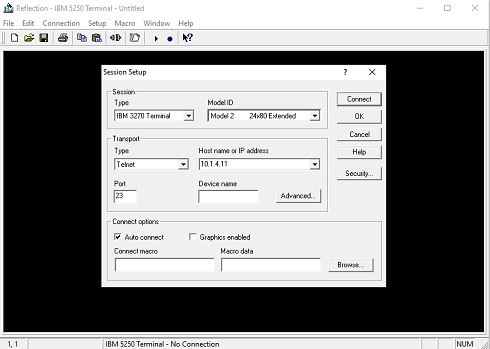 Reflection - IBM 5250 Terminal - Untitled
File Edit Connection Setup Macro Window Help
Session Setup
Session
Type Model ID
IBM 3270 Terminal Model 2 24x80 Extended
Connect
OK
Cancel
Help
Security...
Transport
Type Host name or IP address
Telnet 10.1.4.11
Port Device name
23 Advanced...
Connect options
Auto connect Graphics enabled
Connect macro Macro data
Browse...
1, 1 IBM 5250 Terminal - No Connection NUM